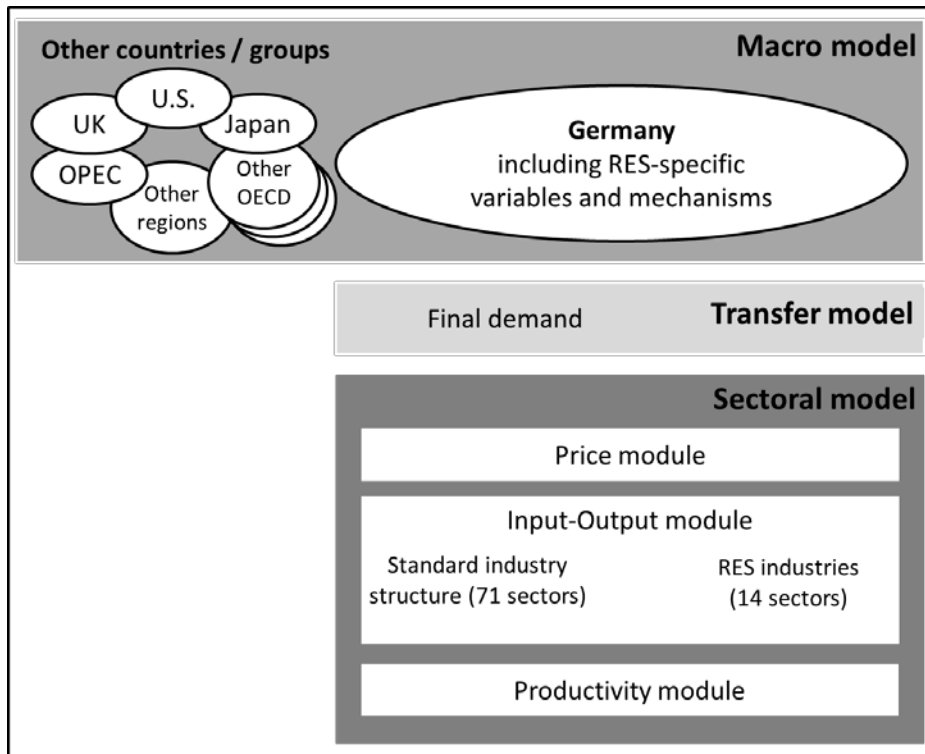 Other countries / groups
Macro model
U.S.
UK
Japan
OPEC
Other
regions
Other
OECD
Germany
including RES-specific
variables and mechanisms
Final demand
Transfer model
Sectoral model
Price module
Input-Output module
Standard industry
structure (71 sectors)
RES industries
(14 sectors)
Productivity module